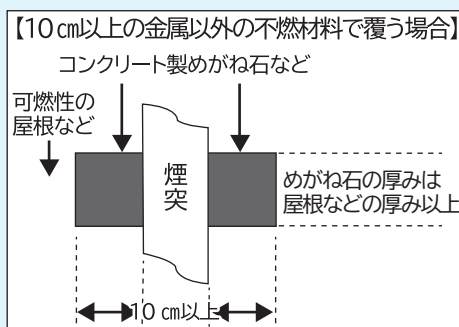 【10㎝以上の金属以外の不燃材料で覆う場合】
コンクリート製めがね石など
可燃性の
屋根など
煙突
めがね石の厚みは
屋根などの厚み以上
10㎝以上